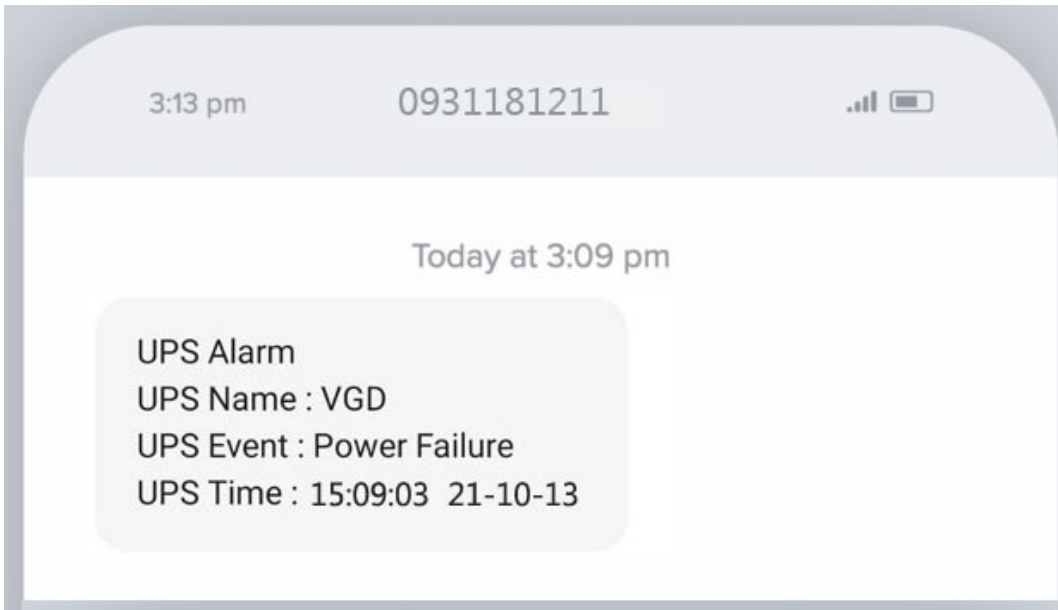 3:13 pm 0931181211
Today at 3:09 pm
UPS Alarm
UPS Name : VGD
UPS Event : Power Failure
UPS Time : 15:09:03 21-10-13